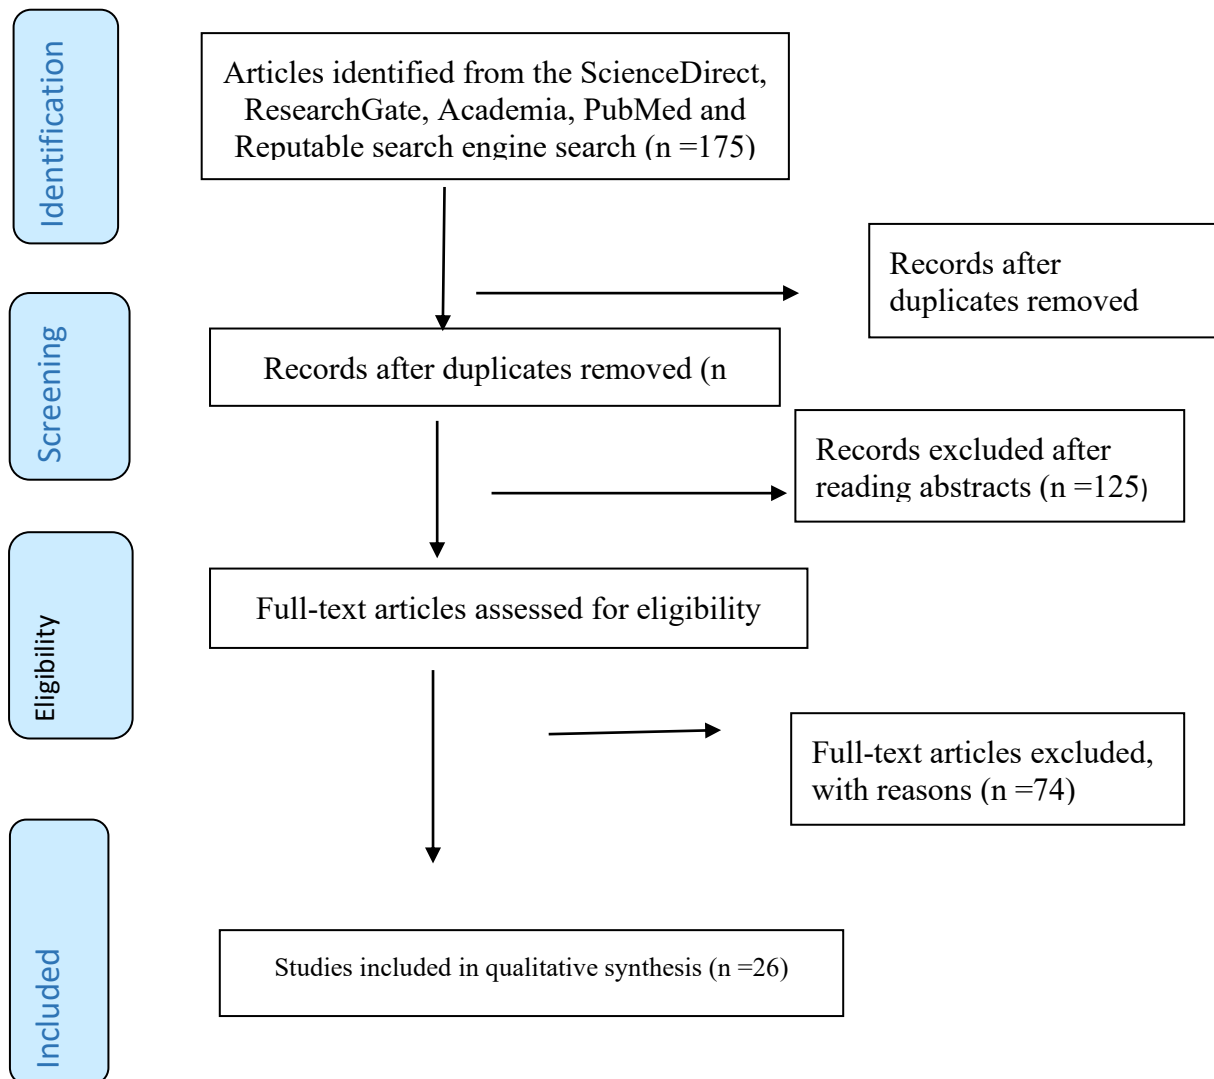 Identification
Articles identified from the ScienceDirect,
ResearchGate, Academia, PubMed and
Reputable search engine search (n =175)
Records after
duplicates removed
Screening
Records after duplicates removed (n
Records excluded after
reading abstracts (n =125)
Eligibility
Full-text articles assessed for eligibility
Full-text articles excluded,
with reasons (n =74)
Included
Studies included in qualitative synthesis (n =26)